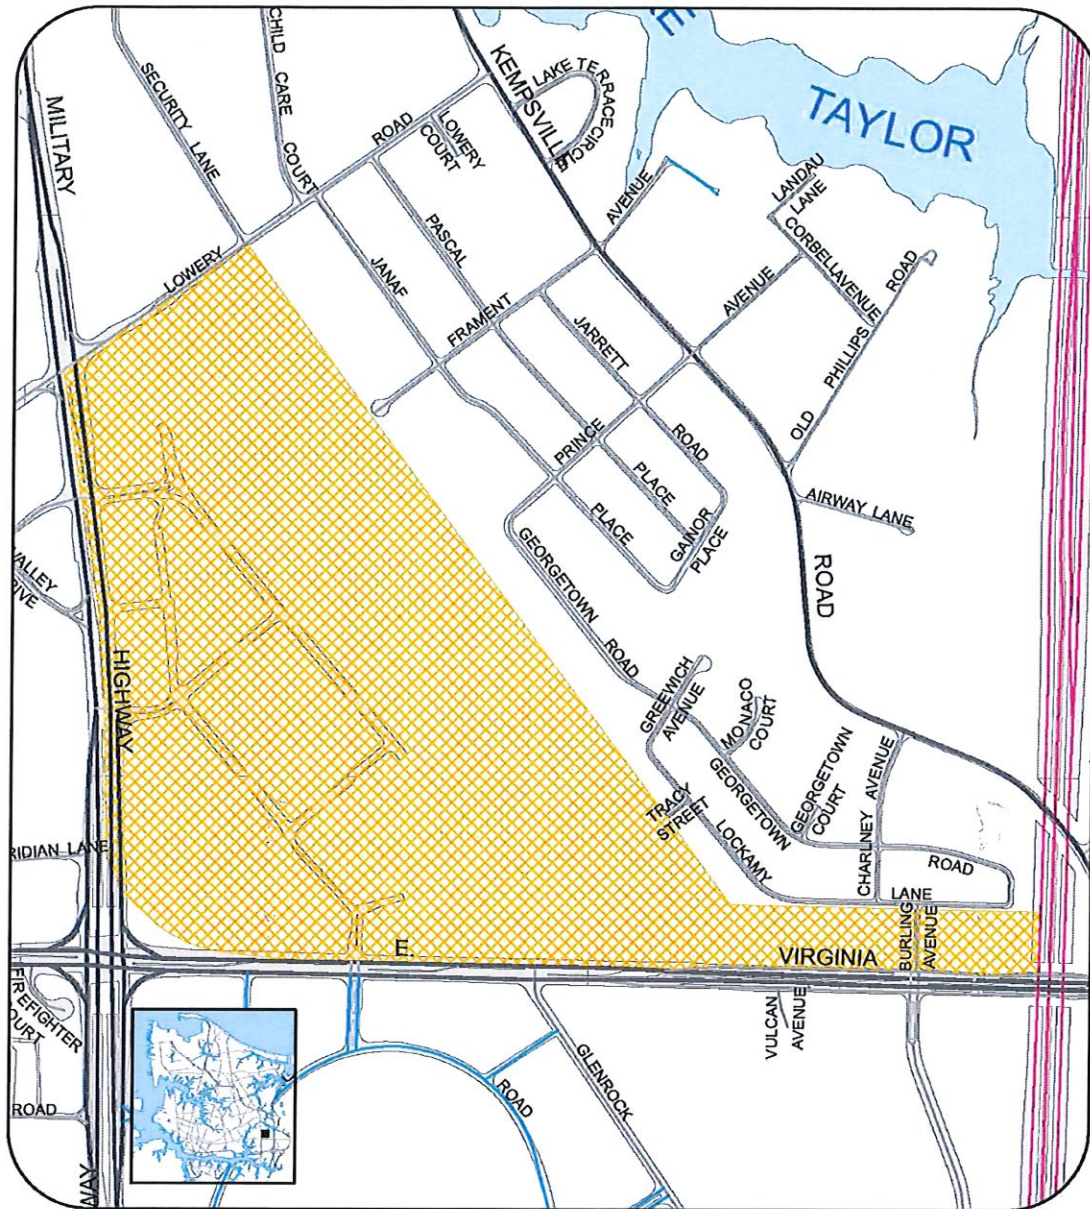 KE
TAYLOR
MILITARY
SECURITY LANE
CHILD CARE COURT
ROAD
LOWERY
COURT
KEMPSVILLE
LAKE TERRACE CIRCLE
LOWERY
PASCAL
JANAF
FRAMENT
AVENUE
LANDAU
LANE
CORBELL AVENUE
AVENUE
JARRETT
PHILLIPS
ROAD
OLD
PRINCE
PLACE
ROAD
PLACE
GAINOR
PLACE
AIRWAY LANE
ROAD
GEORGETOWN
ROAD
GREEWICH
AVENUE
MONACO
COURT
GEORGETOWN
GEORGETOWN
COURT
CHARLNEY AVENUE
ROAD
TRACY
STREET
LOCKAMY
LANE
BURLING
AVENUE
VALLEY
RIVE
HIGHWAY
RIDIAN LANE
E.
VIRGINIA
FIREFIGHTER
OURT
ROAD
WAY
ROAD
GLENROCK
VULCAN
AVENUE